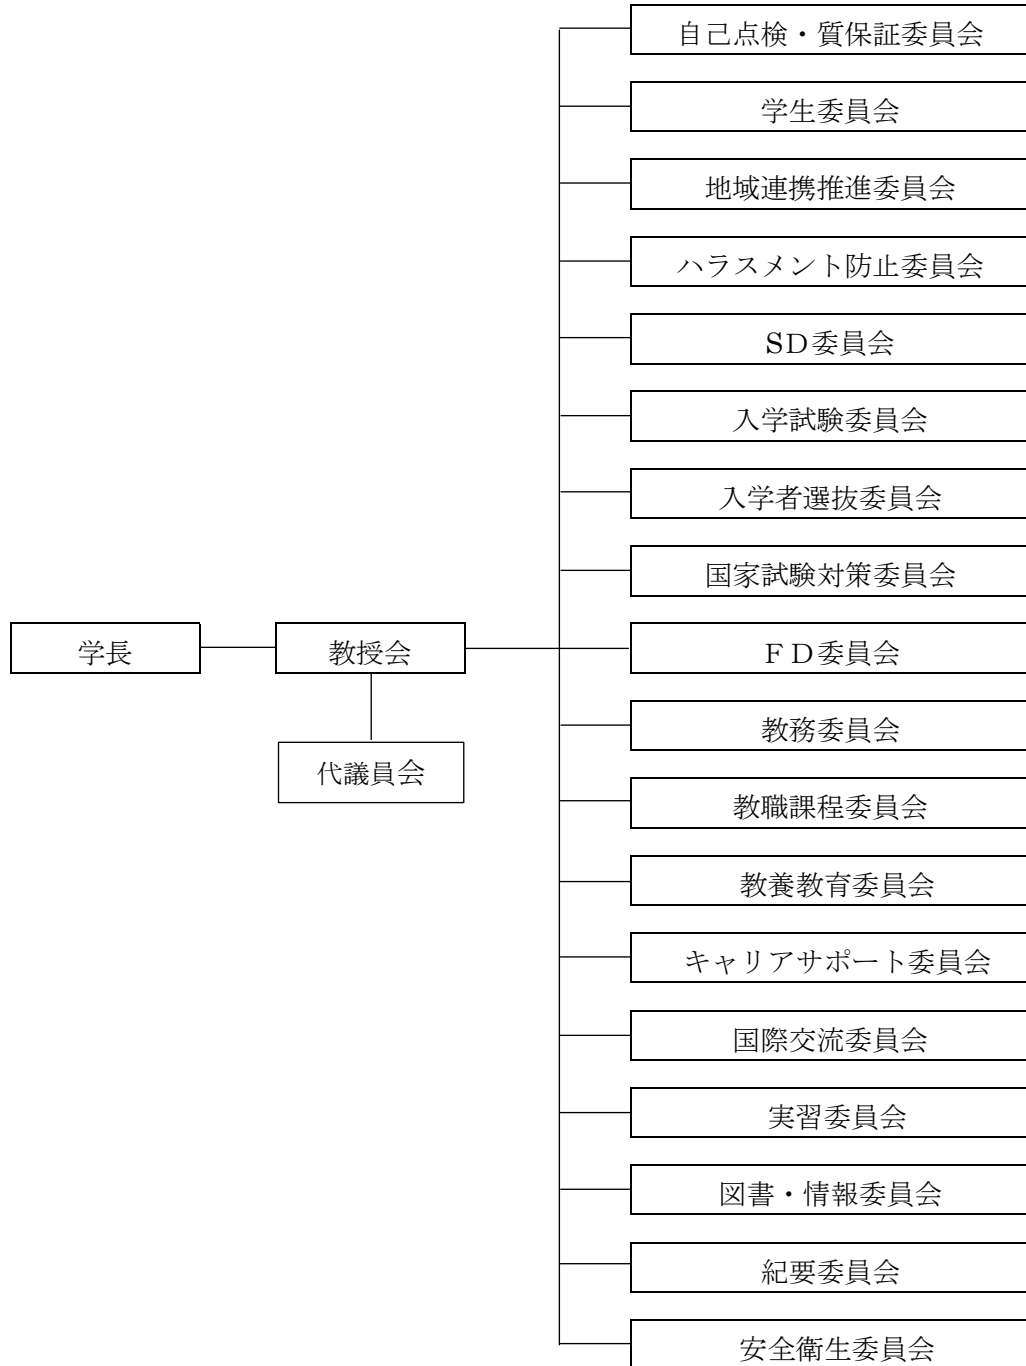 自己点検・質保証委員会
学生委員会
地域連携推進委員会
ハラスメント防止委員会
SD委員会
入学試験委員会
入学者選抜委員会
国家試験対策委員会
学長
教授会
ＦＤ委員会
教務委員会
代議員会
教職課程委員会
教養教育委員会
キャリアサポート委員会
国際交流委員会
実習委員会
図書・情報委員会
紀要委員会
安全衛生委員会